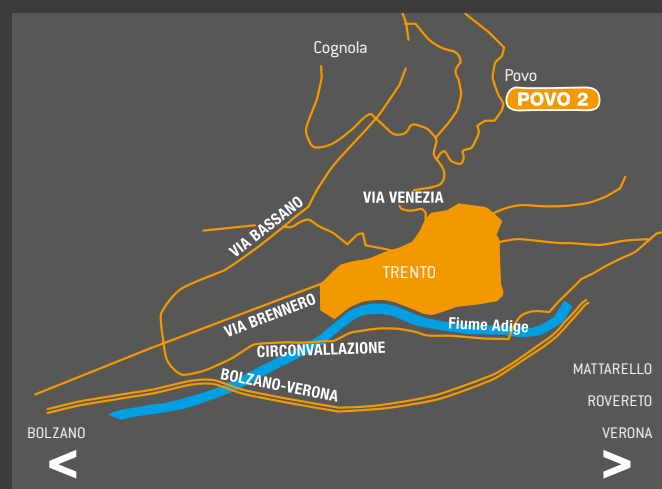 Cognola
Povo
POVO 2
VIA VENEZIA
VIA BASSANO
TRENTO
VIA BRENNERO
Fiume Adige
CIRCONVALLAZIONE
BOLZANO-VERONA
MATTARELLO
ROVERETO
BOLZANO
VERONA
<
>